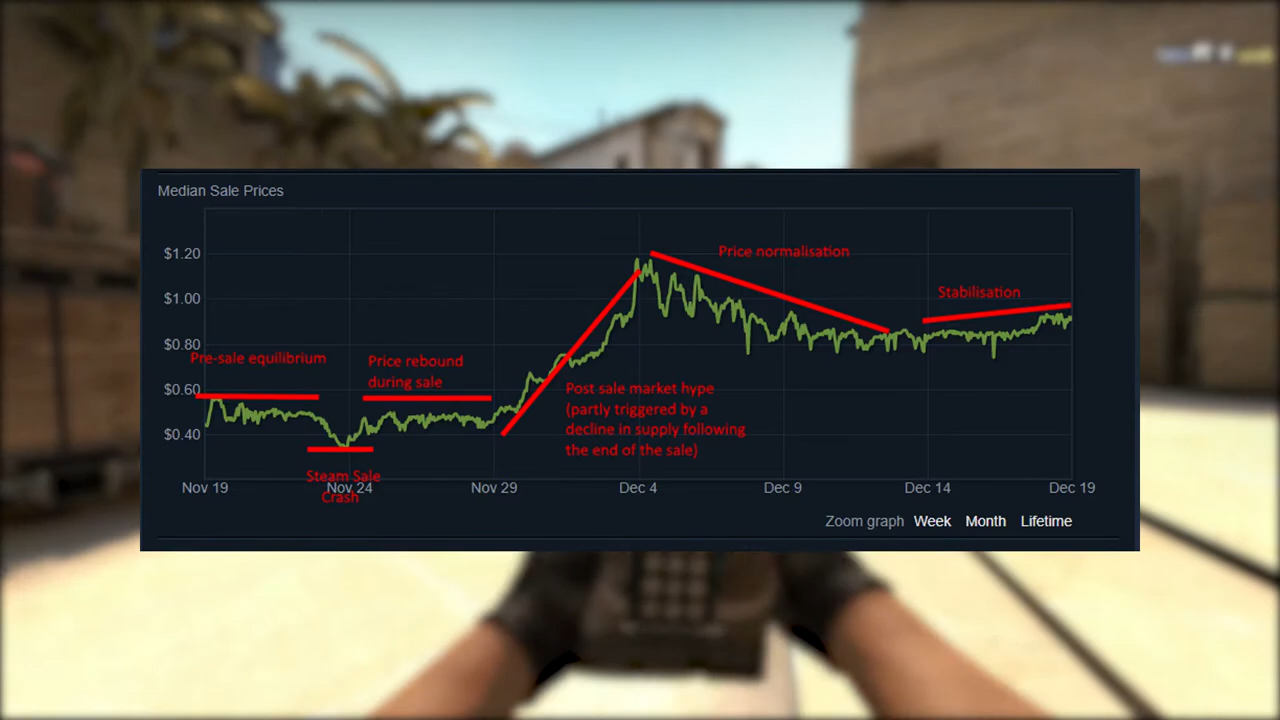 Median Sale Prices
$1.20
$1.00
$0.80
$0.60
$0.40
Price normalisation
Stabilisation
Pre-sale equilibrium
Price rebound
during sale
Post sale market hype
(partly triggered by a
decline in supply following
the end of the sale)
Steam Sale
Crash
Nov 19
Nov 24
Nov 29
Dec 4
Dec 9
Dec 14
Dec 19
Zoom graph Week Month Lifetime